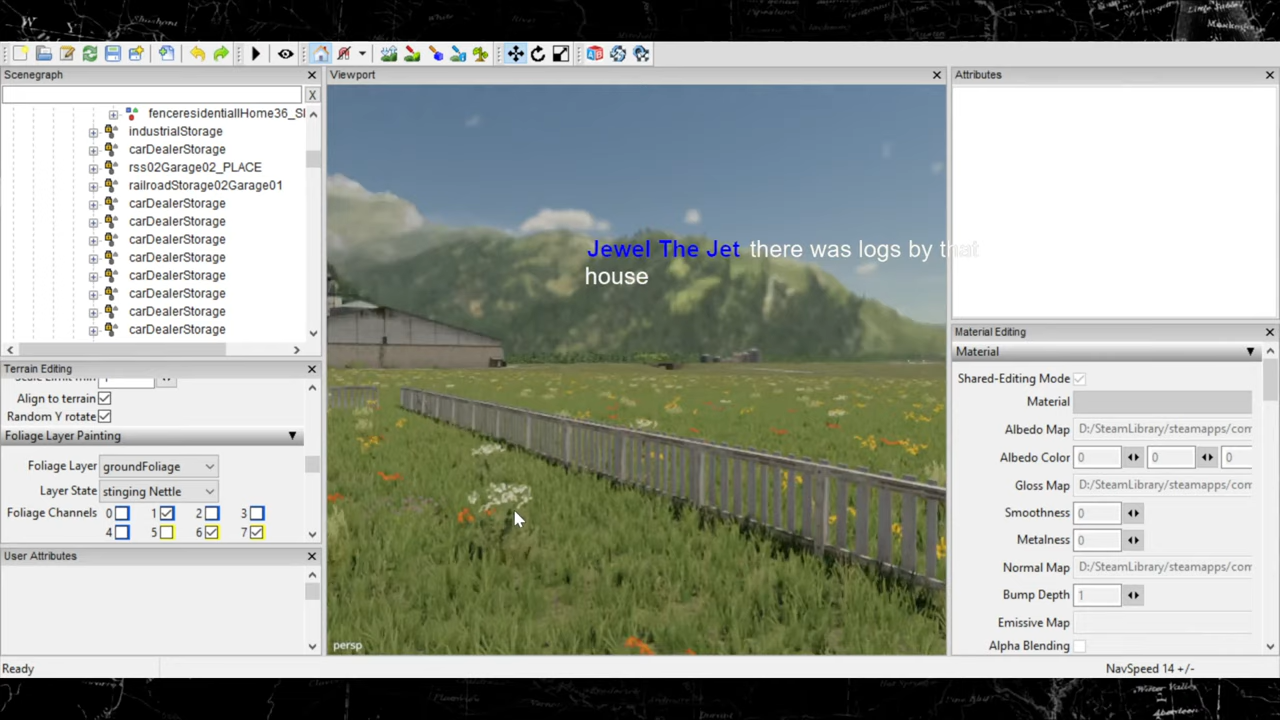 Scenegraph
X
fenceresidentiallHome36_Sl
industrialStorage
carDealerStorage
rss02Garage02_PLACE
railroadStorage02Garage01
carDealerStorage
carDealerStorage
carDealerStorage
carDealerStorage
carDealerStorage
carDealerStorage
carDealerStorage
carDealerStorage
Terrain Editing
Align to terrain
Random Y rotate
Foliage Layer Painting
Foliage Layer groundFoliage
Layer State stinging Nettle
Foliage Channels 0 1 2 3
4 5 6 7
User Attributes
Ready
Viewport
Jewel The Jet there was logs by that
house
persp
Attributes
Material Editing
Material
Shared-Editing Mode
Material
Albedo Map D:/SteamLibrary/steamapps/com
Albedo Color 0 0 0
Gloss Map D:/SteamLibrary/steamapps/com
Smoothness 0
Metalness 0
Normal Map D:/SteamLibrary/steamapps/com
Bump Depth 1
Emissive Map
Alpha Blending
NavSpeed 14 +/-